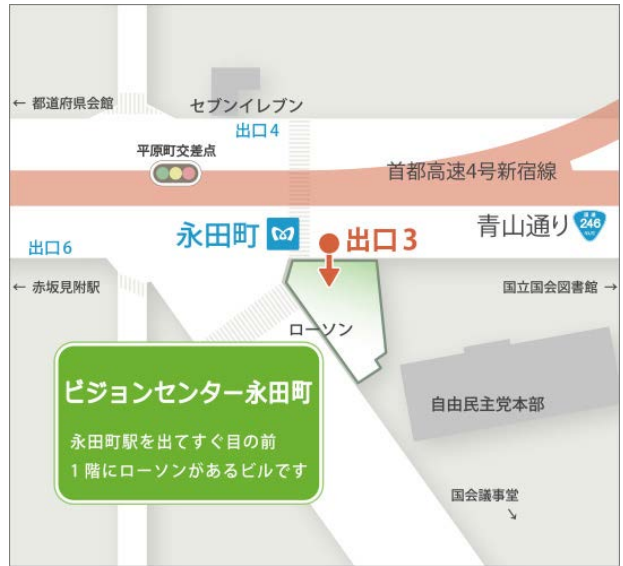 ← 都道府県会館
セブンイレブン
出口4
平原町交差点
首都高速4号新宿線
永田町
出口3
青山通り
246
出口6
← 赤坂見附駅
国立国会図書館 →
ローソン
ビジョンセンター永田町
永田町駅を出てすぐ目の前
1階にローソンがあるビルです
自由民主党本部
国会議事堂
↘